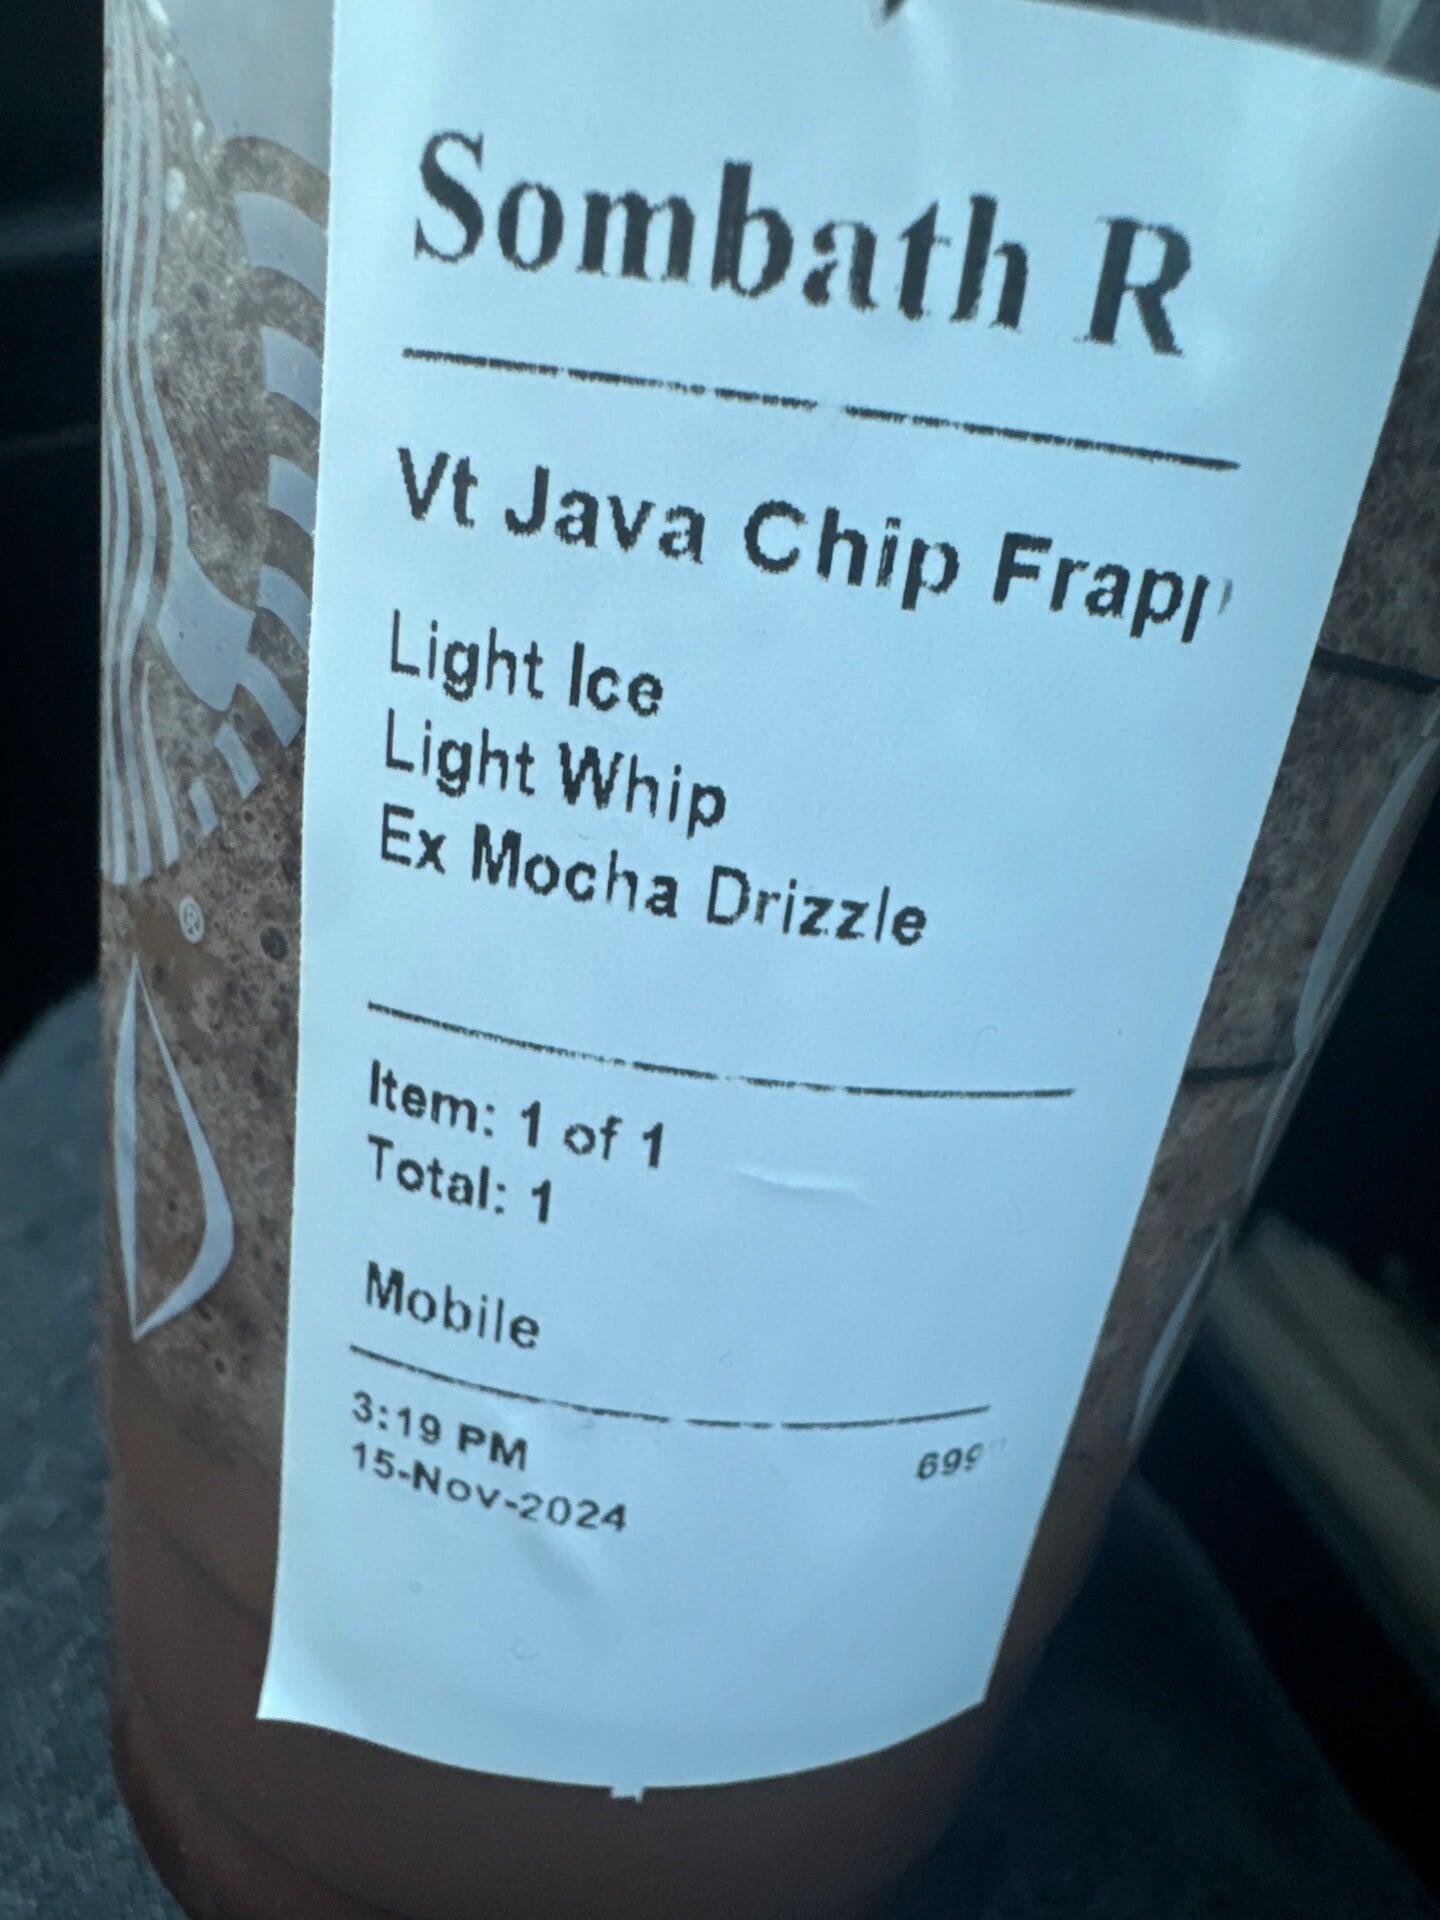 Sombath R
Vt Java Chip Frapp
Light Ice
Light Whip
Ex Mocha Drizzle
Item: 1 of 1
Total: 1
Mobile
3:19 PM
15-Nov-2024
®